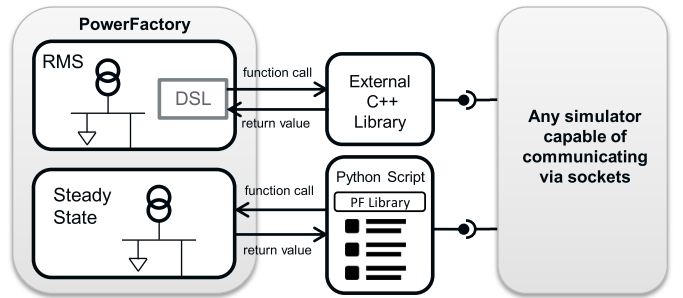 PowerFactory
RMS
DSL
function call
return value
External
C++
Library
Steady
State
function call
return value
Python Script
PF Library
Any simulator
capable of
communicating
via sockets